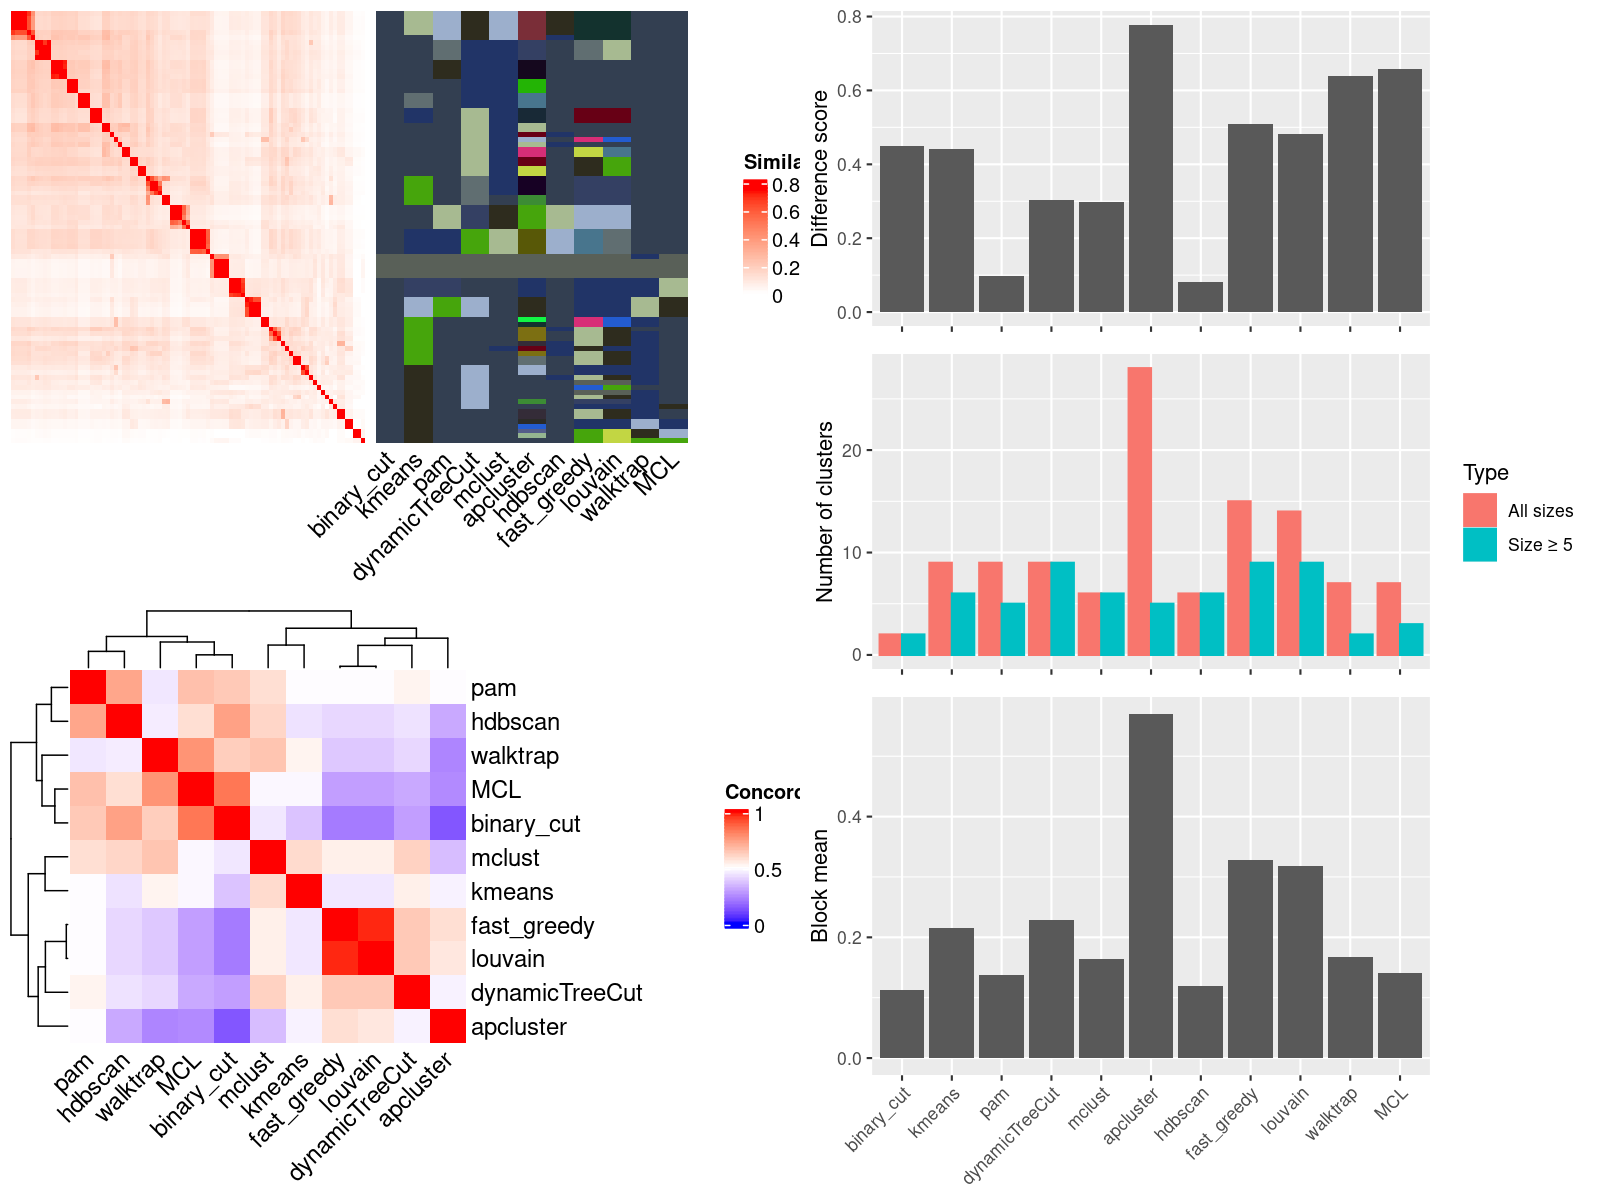 Simila
0.8
0.6
0.4
0.2
0
binary_cut
kmeans
pam
dynamicTreeCut
mclust
apcluster
hdbscan
fast_greedy
louvain
walktrap
MCL
Difference score
0.8
0.6
0.4
0.2
0.0
Number of clusters
20
10
0
Type
All sizes
Size ≥ 5
pam
hdbscan
walktrap
MCL
binary_cut
mclust
kmeans
fast_greedy
louvain
dynamicTreeCut
apcluster
pam
hdbscan
walktrap
MCL
binary_cut
mclust
kmeans
fast_greedy
louvain
dynamicTreeCut
apcluster
Concord
1
0.5
0
Block mean
0.4
0.2
0.0
binary_cut
kmeans
pam
dynamicTreeCut
mclust
apcluster
hdbscan
fast_greedy
louvain
walktrap
MCL